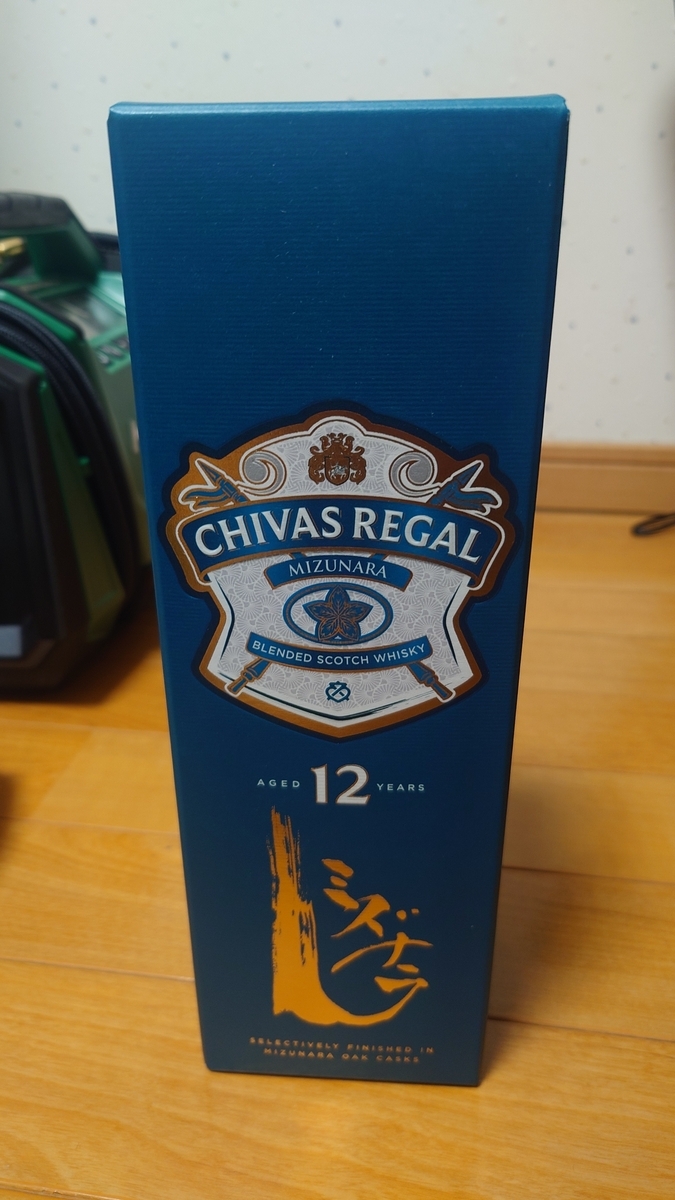 CHIVAS REGAL
MIZUNARA
BLENDED SCOTCH WHISKY
AGED 12 YEARS
ミズナラ
SELECTIVELY FINISHED IN
MIZUNARA OAK CASKS